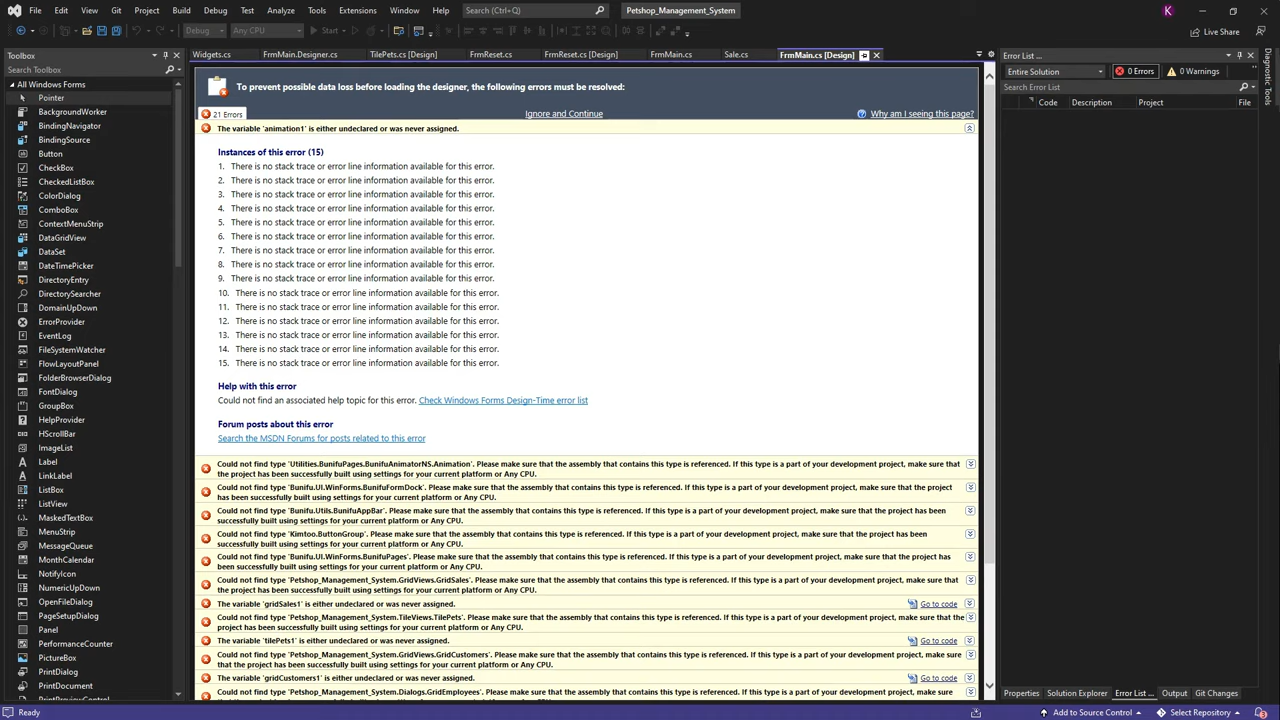 File Edit View Git Project Build Debug Test Analyze Tools Extensions Window Help Search (Ctrl+Q) Petshop_Management_System K
Debug Any CPU Start Live Share
Toolbox Widgets.cs FrmMain.Designer.cs TilePets.cs [Design] FrmReset.cs FrmReset.cs [Design] FrmMain.cs Sale.cs FrmMain.cs [Design] Error List ...
Search Toolbox
Entire Solution 0 Errors 0 Warnings
Search Error List
Code Description Project File
Diagnostic Tools
All Windows Forms
Pointer
BackgroundWorker
BindingNavigator
BindingSource
Button
CheckBox
CheckedListBox
ColorDialog
ComboBox
ContextMenuStrip
DataGridView
DataSet
DateTimePicker
DirectoryEntry
DirectorySearcher
DomainUpDown
ErrorProvider
EventLog
FileSystemWatcher
FlowLayoutPanel
FolderBrowserDialog
FontDialog
GroupBox
HelpProvider
HScrollBar
ImageList
Label
LinkLabel
ListBox
ListView
MaskedTextBox
MenuStrip
MessageQueue
MonthCalendar
NotifyIcon
NumericUpDown
OpenFileDialog
PageSetupDialog
Panel
PerformanceCounter
PictureBox
PrintDialog
PrintDocument
PrintPreviewControl
To prevent possible data loss before loading the designer, the following errors must be resolved:
21 Errors Ignore and Continue Why am I seeing this page?
The variable 'animation1' is either undeclared or was never assigned.
Instances of this error (15)
1. There is no stack trace or error line information available for this error.
2. There is no stack trace or error line information available for this error.
3. There is no stack trace or error line information available for this error.
4. There is no stack trace or error line information available for this error.
5. There is no stack trace or error line information available for this error.
6. There is no stack trace or error line information available for this error.
7. There is no stack trace or error line information available for this error.
8. There is no stack trace or error line information available for this error.
9. There is no stack trace or error line information available for this error.
10. There is no stack trace or error line information available for this error.
11. There is no stack trace or error line information available for this error.
12. There is no stack trace or error line information available for this error.
13. There is no stack trace or error line information available for this error.
14. There is no stack trace or error line information available for this error.
15. There is no stack trace or error line information available for this error.
Help with this error
Could not find an associated help topic for this error. Check Windows Forms Design-Time error list
Forum posts about this error
Search the MSDN Forums for posts related to this error
Could not find type 'Utilities.BunifuPages.BunifuAnimatorNS.Animation'. Please make sure that the assembly that contains this type is referenced. If this type is a part of your development project, make sure that
the project has been successfully built using settings for your current platform or Any CPU.
Could not find type 'Bunifu.UI.WinForms.BunifuFormDock'. Please make sure that the assembly that contains this type is referenced. If this type is a part of your development project, make sure that the project
has been successfully built using settings for your current platform or Any CPU.
Could not find type 'Bunifu.Utils.BunifuAppBar'. Please make sure that the assembly that contains this type is referenced. If this type is a part of your development project, make sure that the project has been
successfully built using settings for your current platform or Any CPU.
Could not find type 'Kimtoo.ButtonGroup'. Please make sure that the assembly that contains this type is referenced. If this type is a part of your development project, make sure that the project has been
successfully built using settings for your current platform or Any CPU.
Could not find type 'Bunifu.UI.WinForms.BunifuPages'. Please make sure that the assembly that contains this type is referenced. If this type is a part of your development project, make sure that the project has
been successfully built using settings for your current platform or Any CPU.
Could not find type 'Petshop_Management_System.GridViews.GridSales'. Please make sure that the assembly that contains this type is referenced. If this type is a part of your development project, make sure that
the project has been successfully built using settings for your current platform or Any CPU.
The variable 'gridSales1' is either undeclared or was never assigned. Go to code
Could not find type 'Petshop_Management_System.TileViews.TilePets'. Please make sure that the assembly that contains this type is referenced. If this type is a part of your development project, make sure that the
project has been successfully built using settings for your current platform or Any CPU.
The variable 'tilePets1' is either undeclared or was never assigned. Go to code
Could not find type 'Petshop_Management_System.GridViews.GridCustomers'. Please make sure that the assembly that contains this type is referenced. If this type is a part of your development project, make sure
that the project has been successfully built using settings for your current platform or Any CPU.
The variable 'gridCustomers1' is either undeclared or was never assigned. Go to code
Could not find type 'Petshop_Management_System.Dialogs.GridEmployees'. Please make sure that the assembly that contains this type is referenced. If this type is a part of your development project, make sure
Properties Solution Explorer Error List ... Output Git Changes
Ready Add to Source Control Select Repository